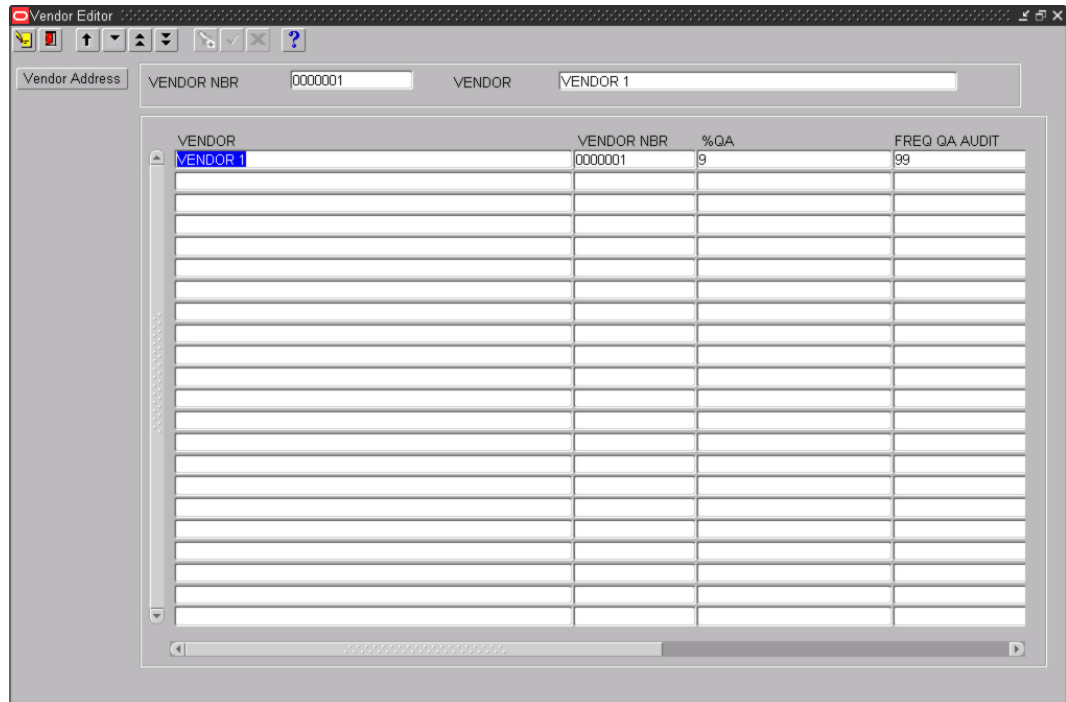 Vendor Editor
?
Vendor Address
VENDOR NBR 0000001 VENDOR VENDOR 1
VENDOR VENDOR NBR %QA FREQ QA AUDIT
VENDOR 1 0000001 9 99